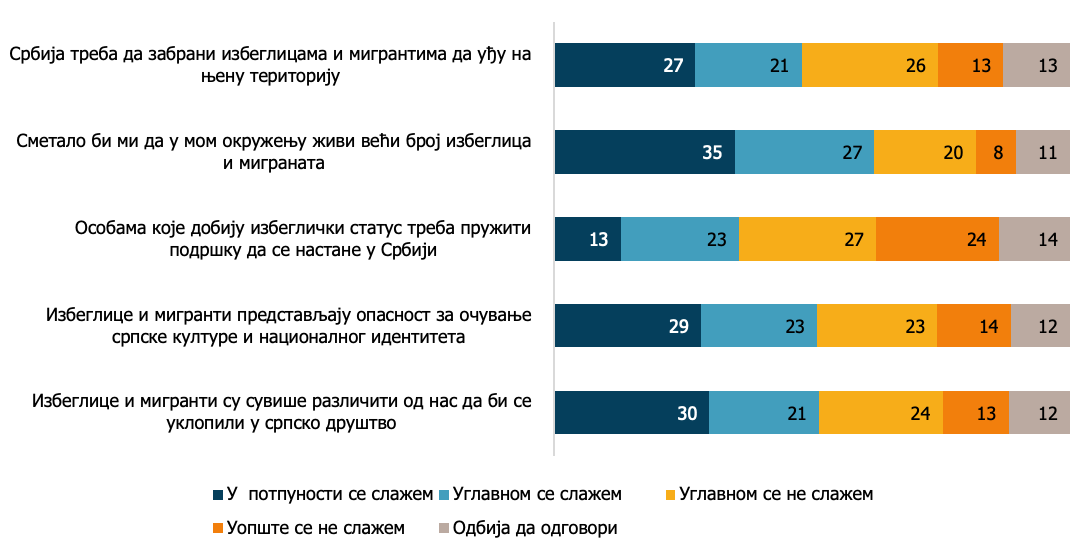 Србија треба да забрани избеглицама и мигрантима да уђу на
њену територију
27 21 26 13 13
Сметало би ми да у мом окружењу живи већи број избеглица
и миграната
35 27 20 8 11
Особама које добију избеглички статус треба пружити
подршку да се настане у Србији
13 23 27 24 14
Избеглице и мигранти представљају опасност за очување
српске културе и националног идентитета
29 23 23 14 12
Избеглице и мигранти су сувише различити од нас да би се
уклопили у српско друштво
30 21 24 13 12
У потпуности се слажем Углавном се слажем Углавном се не слажем
Уопште се не слажем Одбија да одговори